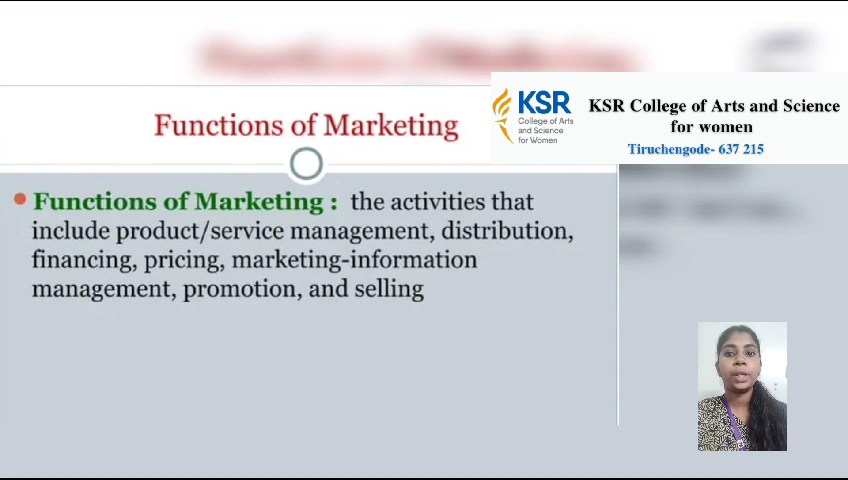 Functions of Marketing
KSR
College of Arts
and Science
for Women
KSR College of Arts and Science
for women
Tiruchengode- 637 215
Functions of Marketing : the activities that
include product/service management, distribution,
financing, pricing, marketing-information
management, promotion, and selling